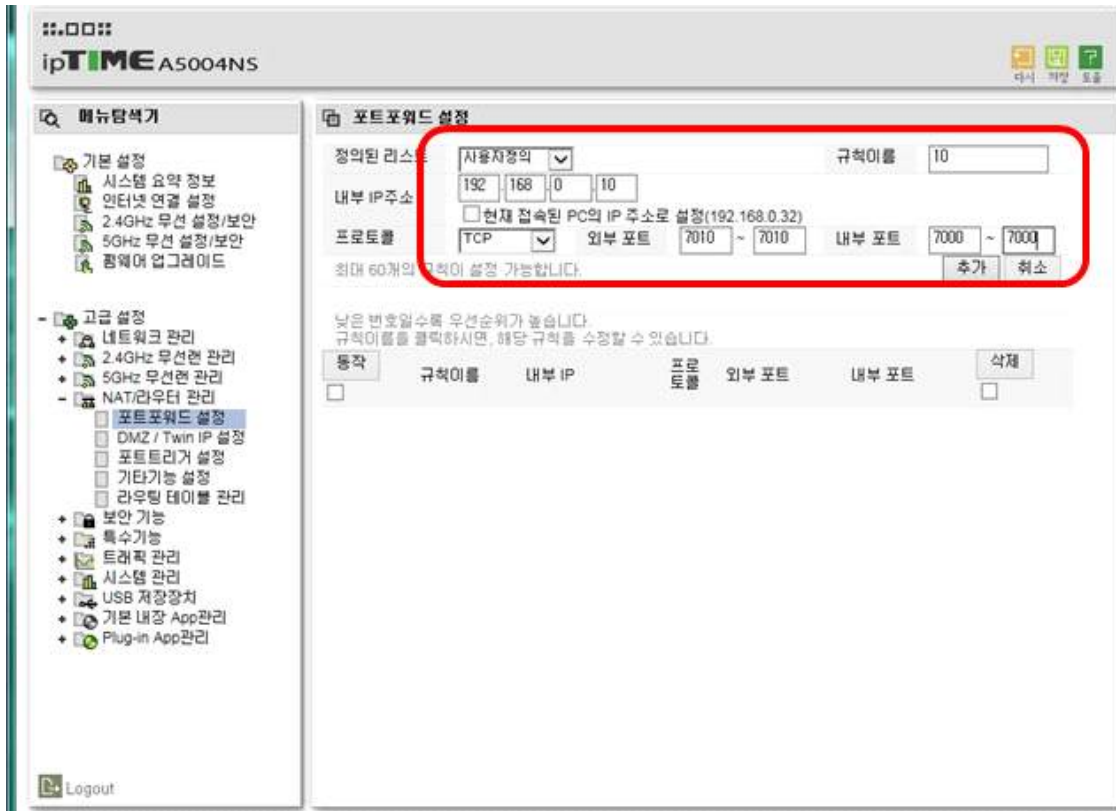 ipTIME A5004NS
다시 저장 도움
메뉴탐색기
기본 설정
시스템 요약 정보
인터넷 연결 설정
2.4GHz 무선 설정/보안
5GHz 무선 설정/보안
펌웨어 업그레이드
고급 설정
네트워크 관리
2.4GHz 무선랜 관리
5GHz 무선랜 관리
NAT/라우터 관리
포트포워드 설정
DMZ / Twin IP 설정
포트트리거 설정
기타기능 설정
라우팅 테이블 관리
보안 기능
특수기능
트래픽 관리
시스템 관리
USB 저장장치
기본 내장 App관리
Plug-in App관리
Logout
포트포워드 설정
정의된 리스트 사용자정의 규칙이름 10
내부 IP주소 192 . 168 . 0 . 10
현재 접속된 PC의 IP 주소로 설정(192.168.0.32)
프로토콜 TCP 외부 포트 7010 ~ 7010 내부 포트 7000 ~ 7000
최대 60개의 규칙이 설정 가능합니다. 추가 취소
낮은 번호일수록 우선순위가 높습니다.
규칙이름을 클릭하시면, 해당 규칙을 수정할 수 있습니다.
동작 규칙이름 내부 IP 프로토콜 외부 포트 내부 포트 삭제